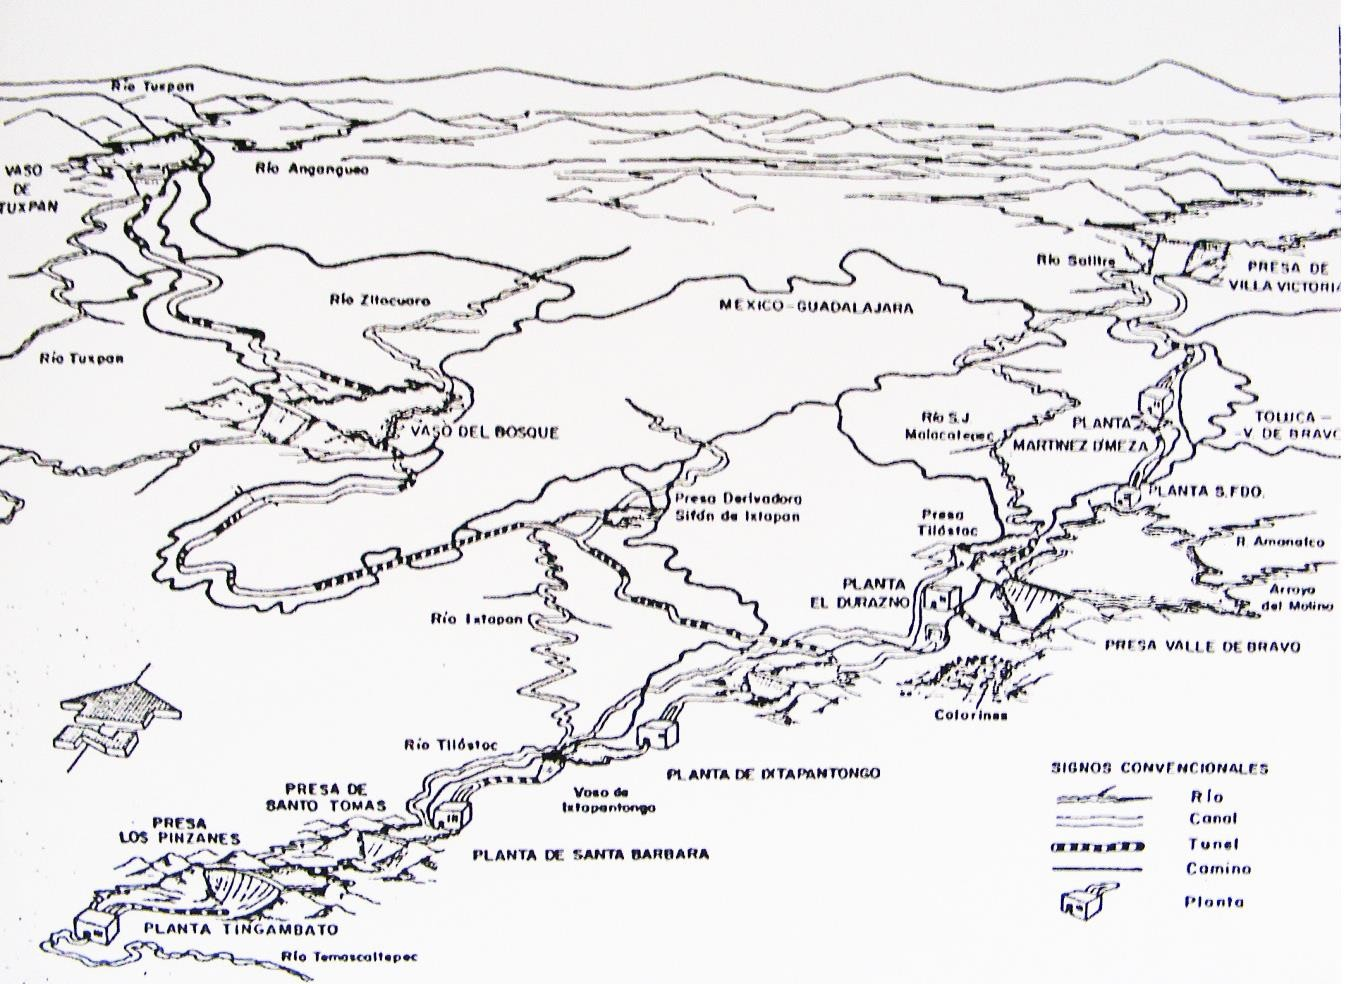 Río Tuxpan
VASO
DE
TUXPAN
Río Angangueo
Río Salitre
PRESA DE
VILLA VICTORIA
Río Zitacuaro
MEXICO-GUADALAJARA
Río Tuxpan
Río S.J
Malacatepec
PLANTA
MARTINEZ D'MEZA
TOLUCA -
-V. DE BRAVO
VASO DEL BOSQUE
PLANTA S.FDO.
Presa Derivadora
Sifón de Ixtapan
Presa
Tilóstoc
R. Amanalco
PLANTA
EL DURAZNO
Arroyo
del Molino
Río Ixtapan
PRESA VALLE DE BRAVO
Colorines
Río Tilóstoc
PLANTA DE IXTAPANTONGO
Vaso de
Ixtapantongo
PRESA DE
SANTO TOMAS
PRESA
LOS PINZANES
PLANTA DE SANTA BARBARA
PLANTA TINGAMBATO
Río Temascaltepec
SIGNOS CONVENCIONALES
Río
Canal
Tunel
Camino
Planta